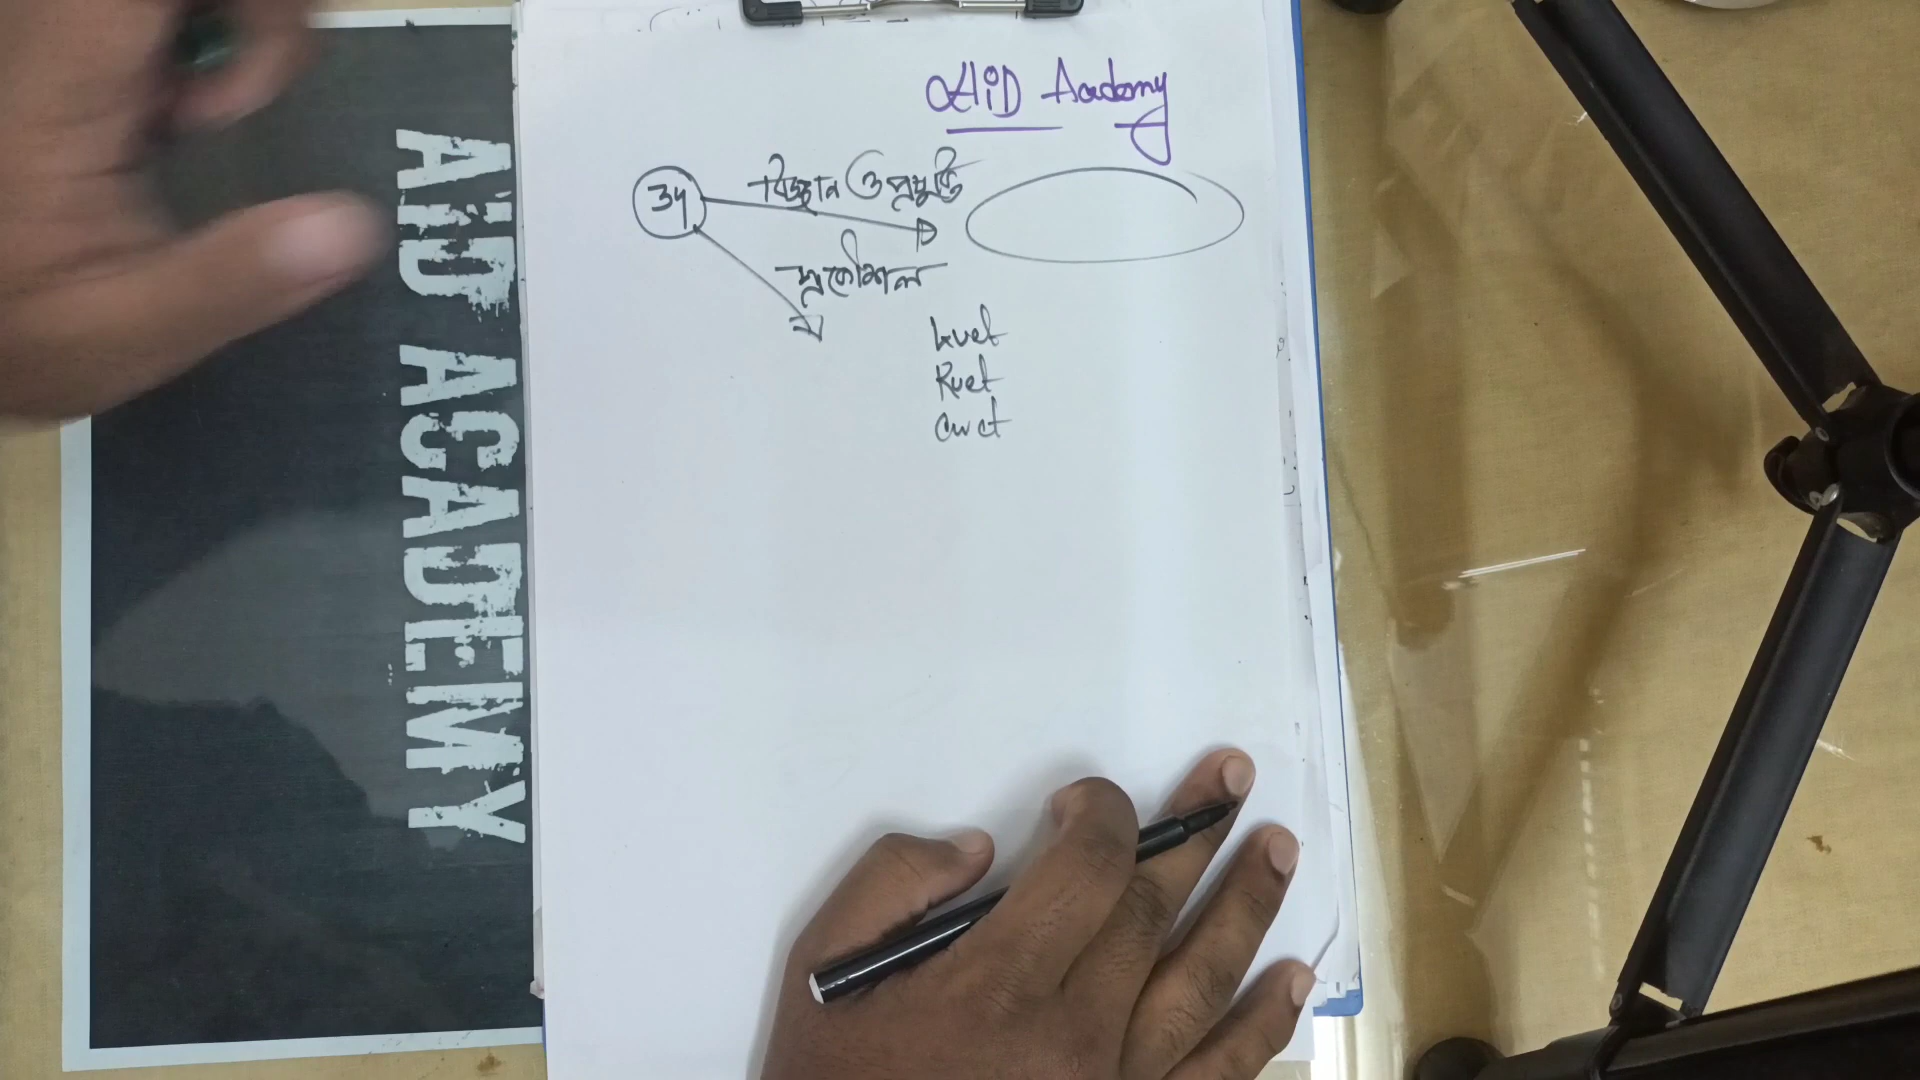 AID ACADEMY
AiD Academy
34
বিজ্ঞান ও প্রযুক্তি
প্রকৌশল
kuet
Ruet
cuet